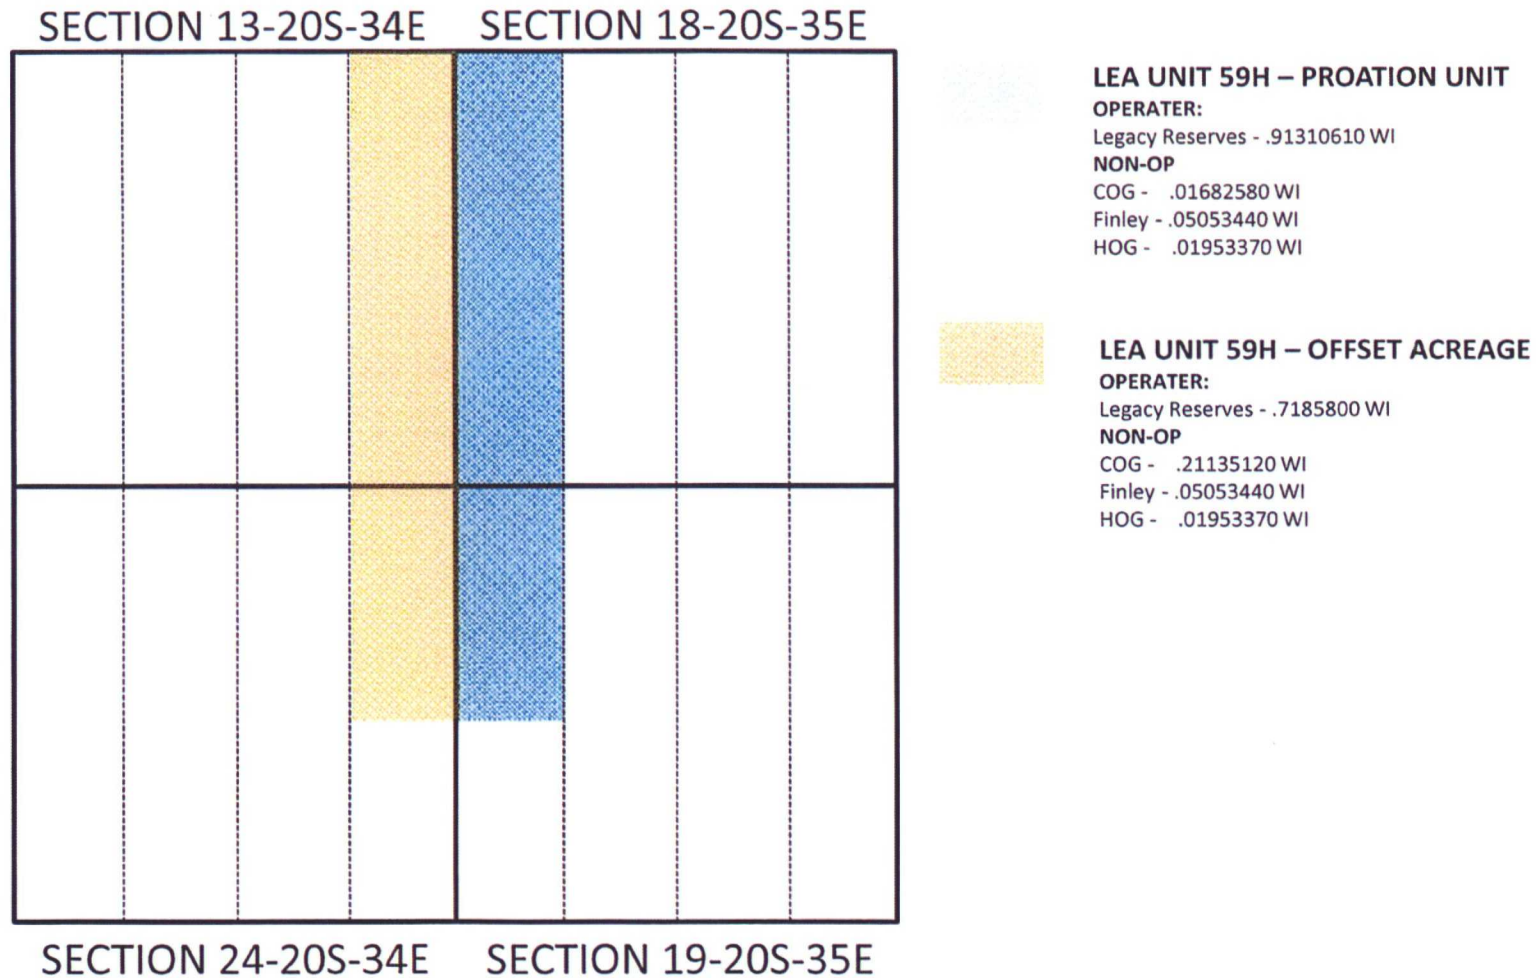 SECTION 13-20S-34E SECTION 18-20S-35E
LEA UNIT 59H – PROATION UNIT
OPERATER:
Legacy Reserves - .91310610 WI
NON-OP
COG - .01682580 WI
Finley - .05053440 WI
HOG - .01953370 WI
LEA UNIT 59H – OFFSET ACREAGE
OPERATER:
Legacy Reserves - .7185800 WI
NON-OP
COG - .21135120 WI
Finley - .05053440 WI
HOG - .01953370 WI
SECTION 24-20S-34E SECTION 19-20S-35E